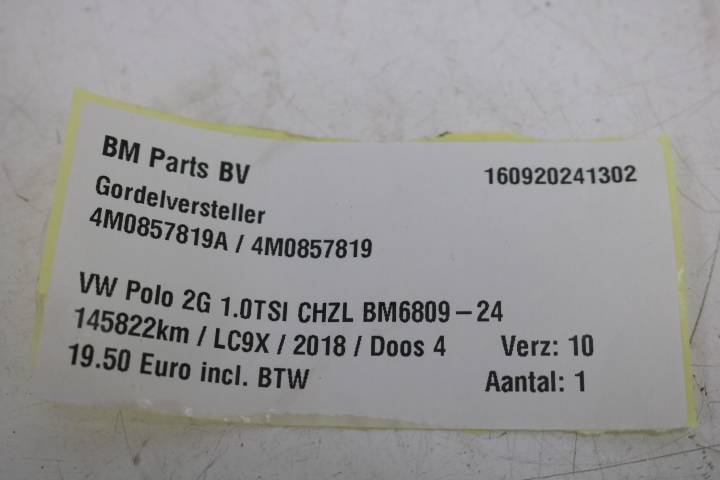 BM Parts BV 160920241302
Gordelversteller
4M0857819A / 4M0857819
VW Polo 2G 1.0TSI CHZL BM6809-24
145822km / LC9X / 2018 / Doos 4 Verz: 10
19.50 Euro incl. BTW Aantal: 1